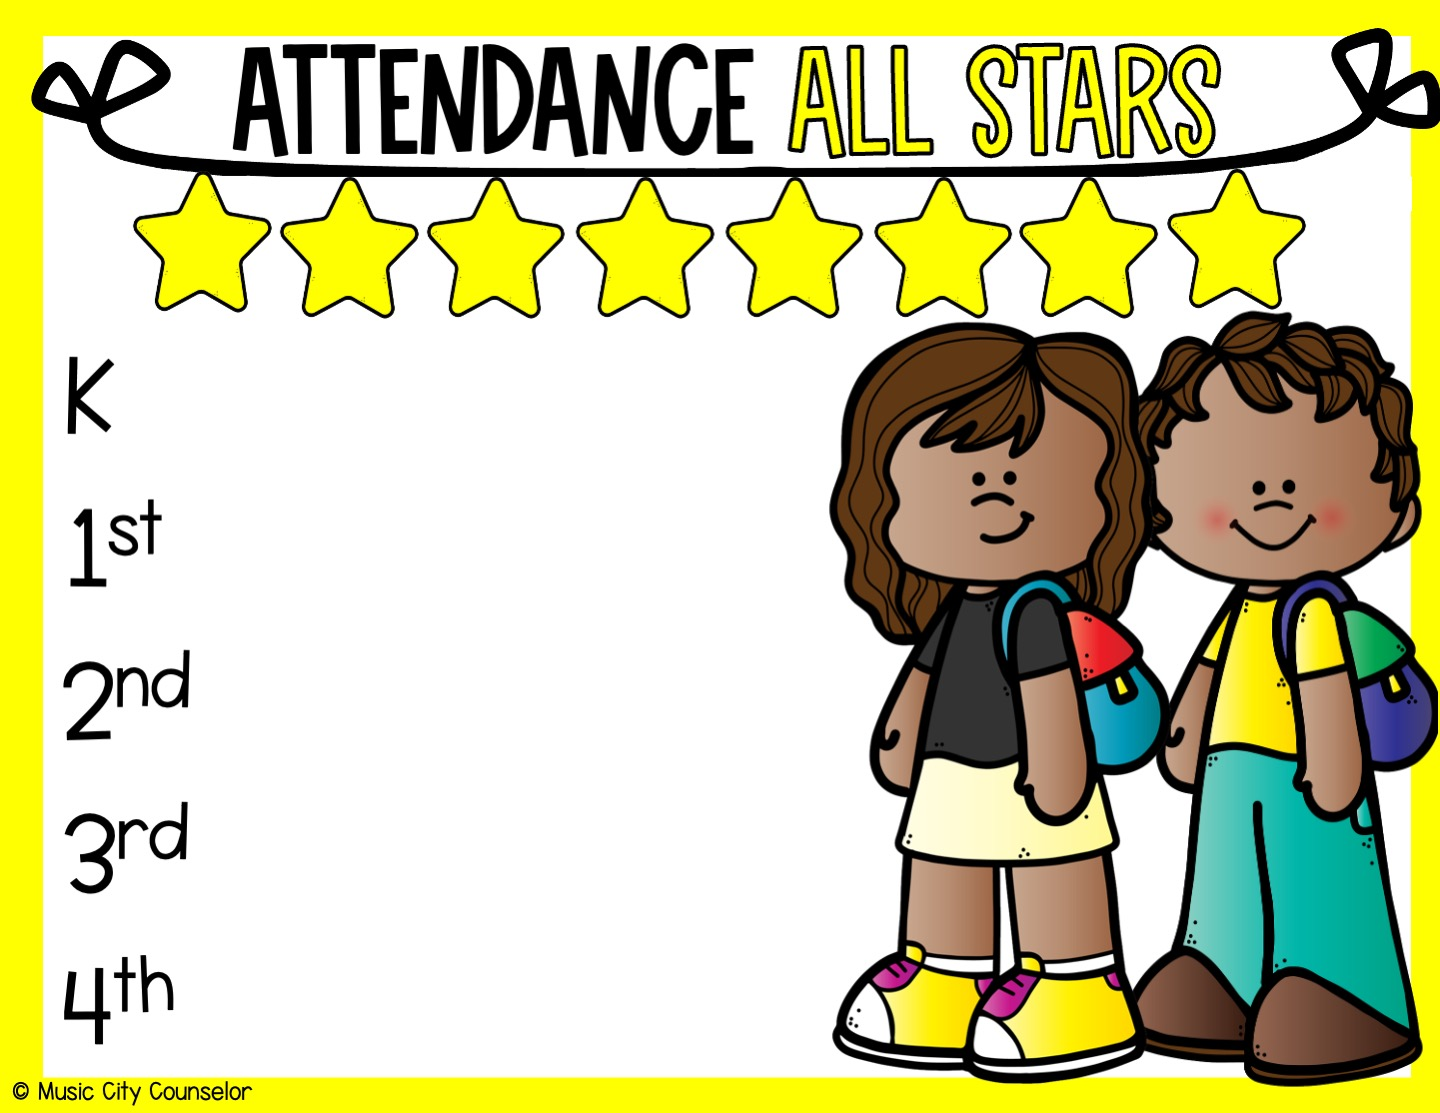 ATTENDANCE ALL STARS
K
1st
2nd
3rd
4th
© Music City Counselor